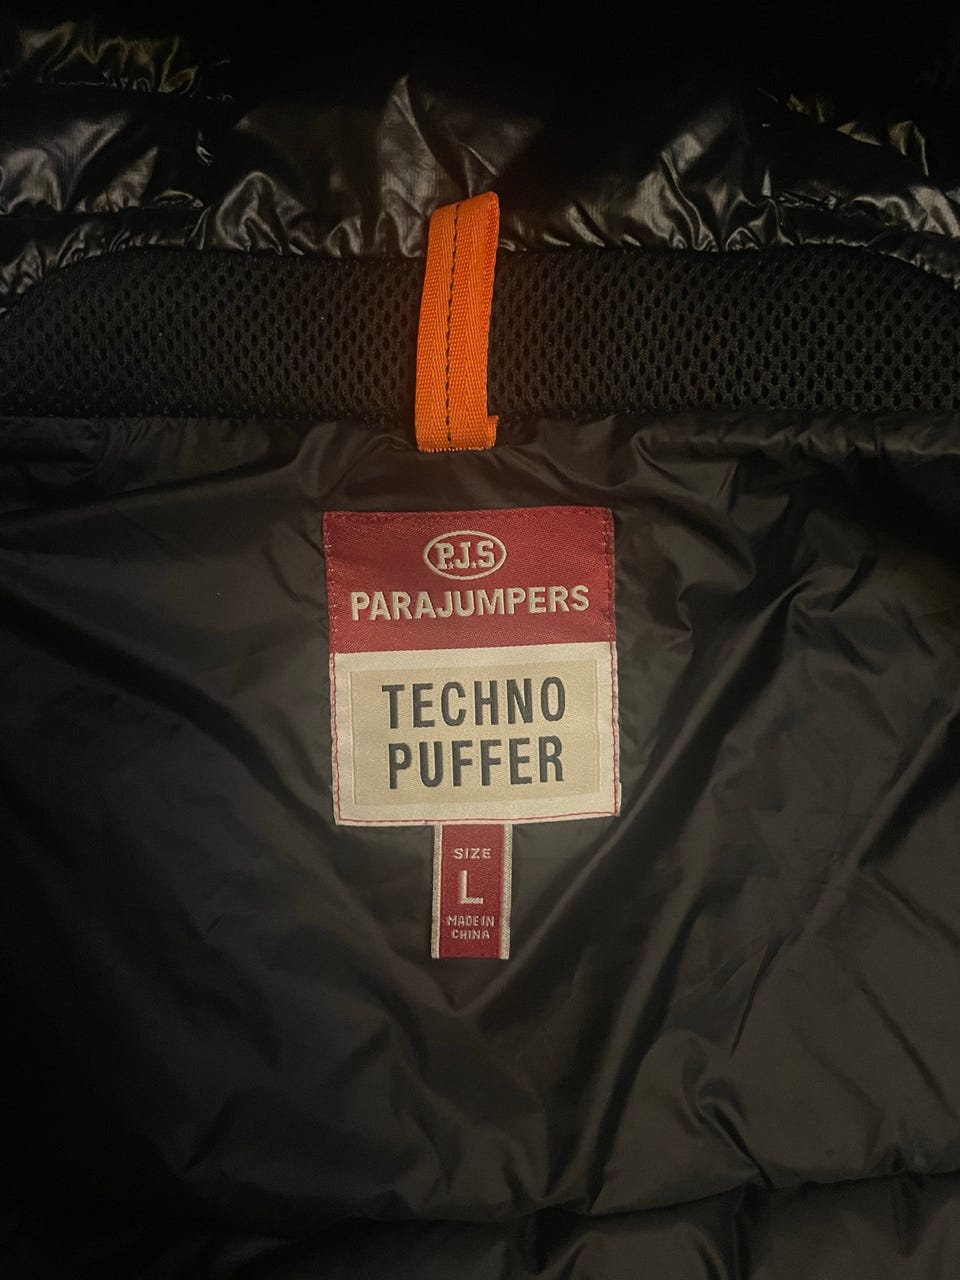 P.J.S
PARAJUMPERS
TECHNO
PUFFER
SIZE
L
MADE IN
CHINA